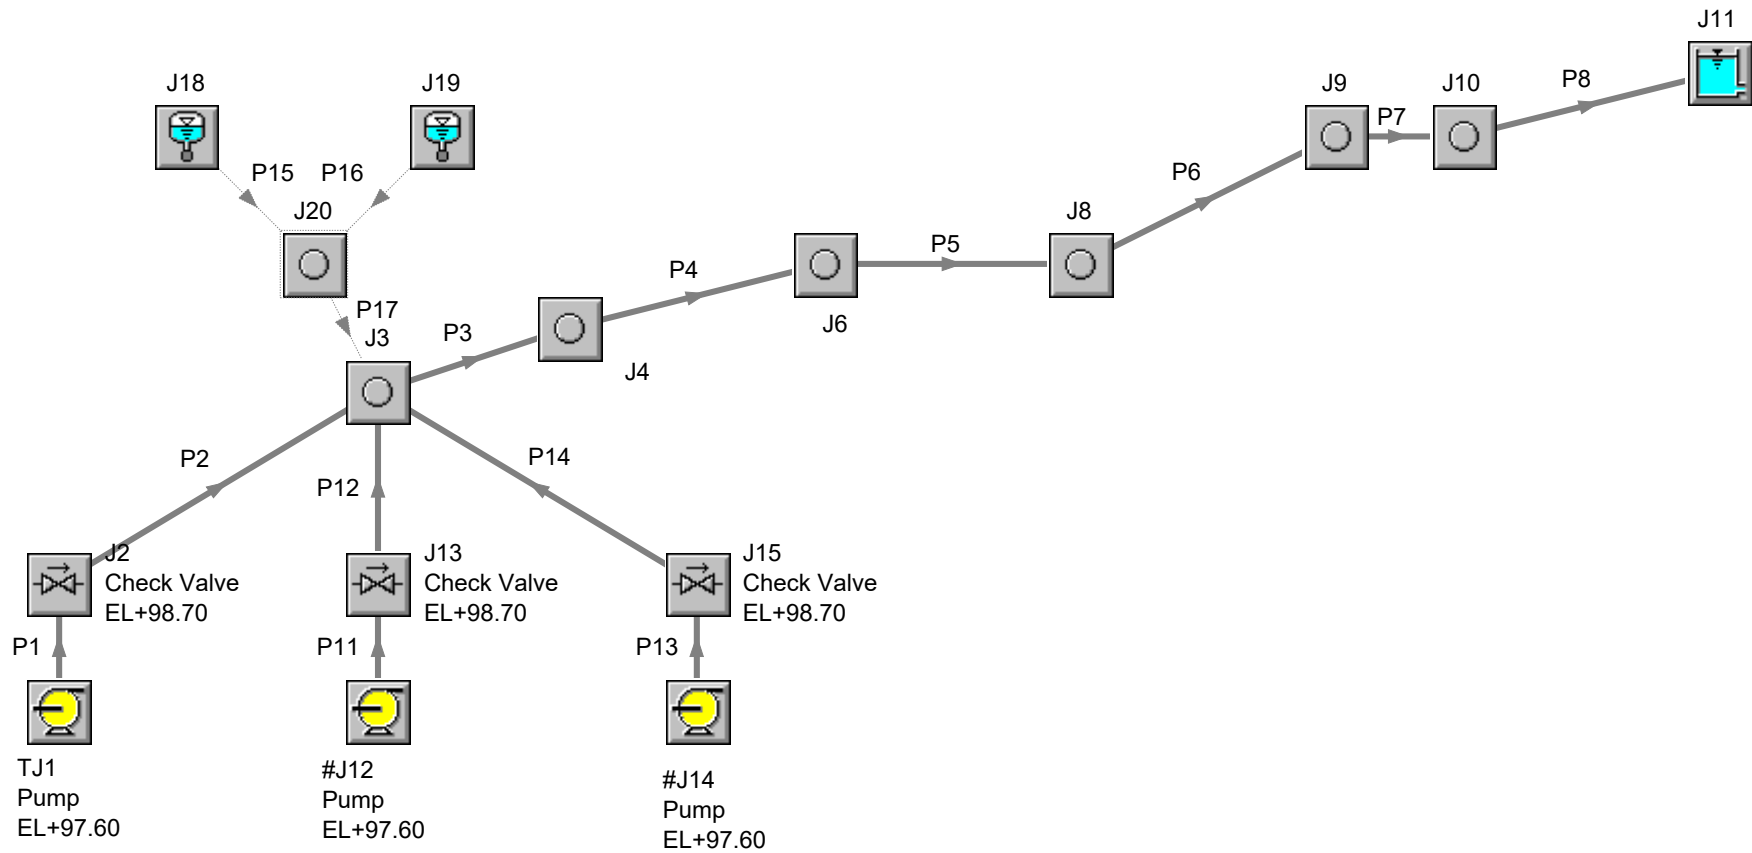 J11
J18
J19
J9
J10
P8
P7
P15
P16
P6
J20
J8
P5
P4
P17
P3
J3
J6
J4
P2
P14
P12
J2
Check Valve
EL+98.70
J13
Check Valve
EL+98.70
J15
Check Valve
EL+98.70
P1
P11
P13
TJ1
Pump
EL+97.60
#J12
Pump
EL+97.60
#J14
Pump
EL+97.60